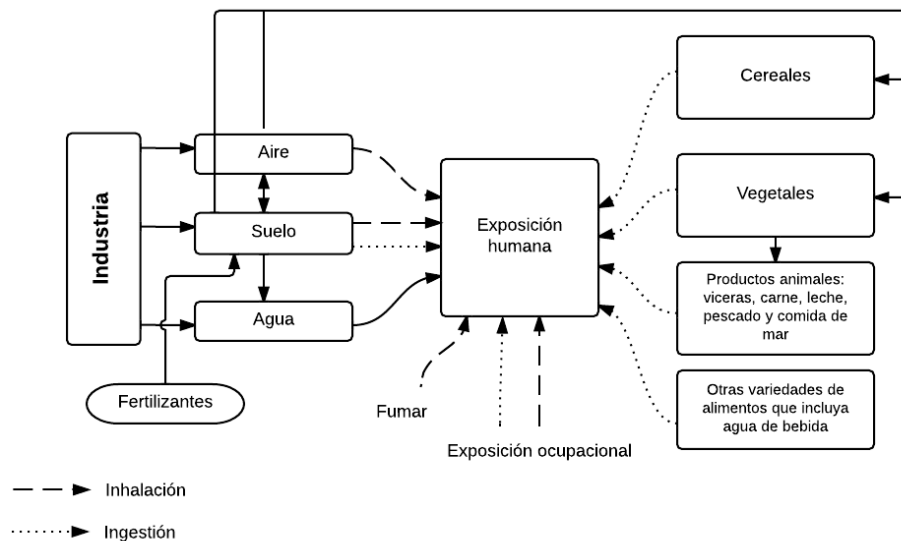 Cereales
Aire
Vegetales
Industria
Suelo
Exposición
humana
Productos animales:
viceras, carne, leche,
pescado y comida de
mar
Agua
Fertilizantes
Fumar
Otras variedades de
alimentos que incluya
agua de bebida
Exposición ocupacional
Inhalación
Ingestión